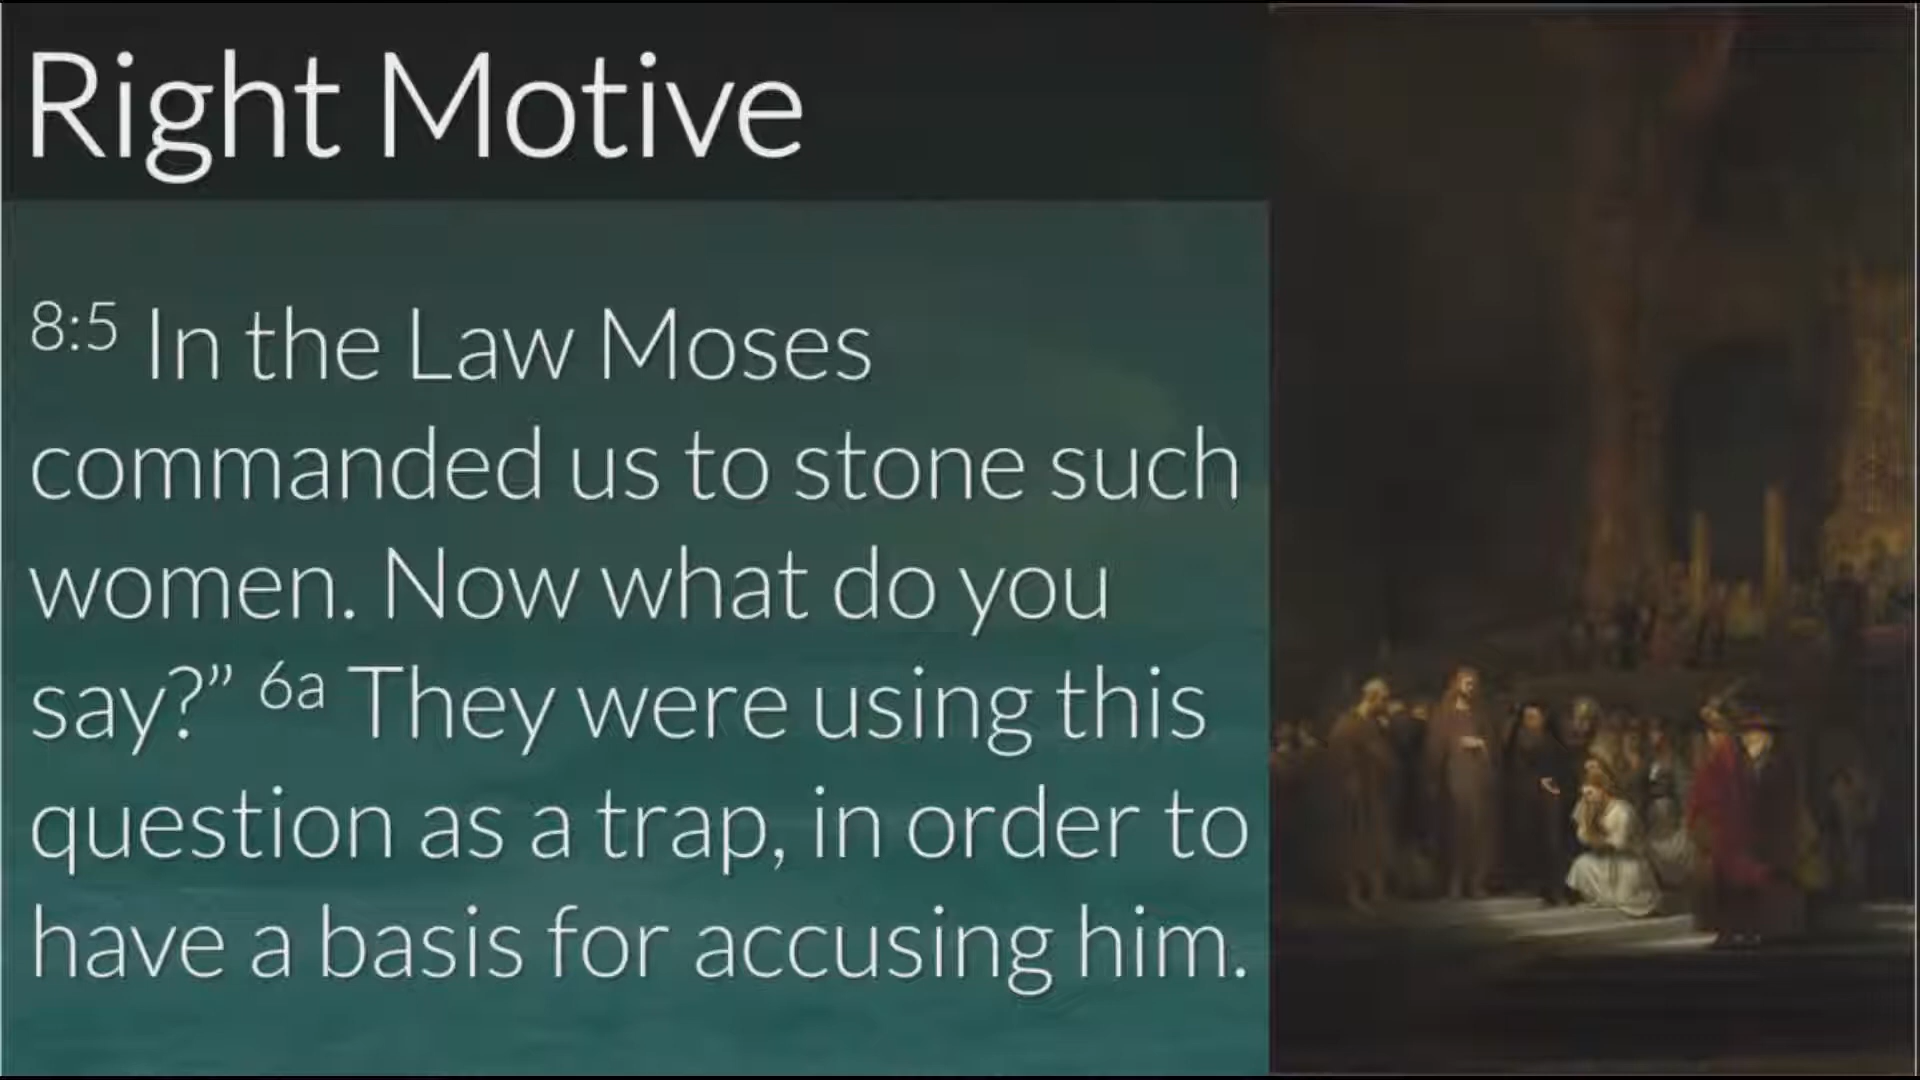 Right Motive
8:5 In the Law Moses
commanded us to stone such
women. Now what do you
say?” 6a They were using this
question as a trap, in order to
have a basis for accusing him.